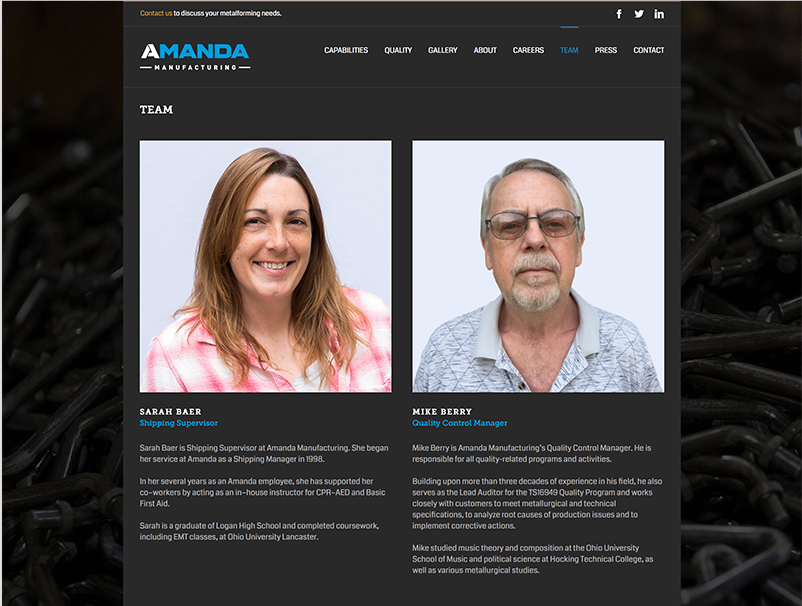 Contact us to discuss your metalforming needs.
AMANDA
MANUFACTURING
CAPABILITIES QUALITY GALLERY ABOUT CAREERS TEAM PRESS CONTACT
TEAM
SARAH BAER
Shipping Supervisor
Sarah Baer is Shipping Supervisor at Amanda Manufacturing. She began
her service at Amanda as a Shipping Manager in 1998.
In her several years as an Amanda employee, she has supported her
co-workers by acting as an in-house instructor for CPR-AED and Basic
First Aid.
Sarah is a graduate of Logan High School and completed coursework,
including EMT classes, at Ohio University Lancaster.
MIKE BERRY
Quality Control Manager
Mike Berry is Amanda Manufacturing's Quality Control Manager. He is
responsible for all quality-related programs and activities.
Building upon more than three decades of experience in his field, he also
serves as the Lead Auditor for the TS16949 Quality Program and works
closely with customers to meet metallurgical and technical
specifications, to analyze root causes of production issues and to
implement corrective actions.
Mike studied music theory and composition at the Ohio University
School of Music and political science at Hocking Technical College, as
well as various metallurgical studies.